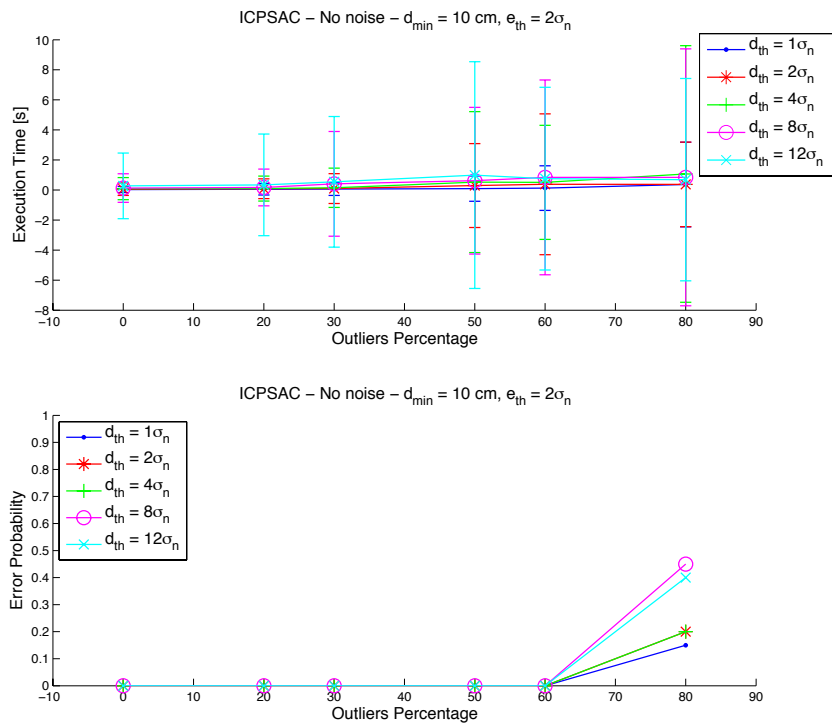 ICPSAC – No noise – d_min = 10 cm, e_th = 2σ_n
10
8
6
4
2
0
−2
−4
−6
−8
Execution Time [s]
−10 0 10 20 30 40 50 60 70 80 90
Outliers Percentage
d_th = 1σ_n
d_th = 2σ_n
d_th = 4σ_n
d_th = 8σ_n
d_th = 12σ_n
ICPSAC – No noise – d_min = 10 cm, e_th = 2σ_n
1
0.9
0.8
0.7
0.6
0.5
0.4
0.3
0.2
0.1
0
Error Probability
−10 0 10 20 30 40 50 60 70 80 90
Outliers Percentage
d_th = 1σ_n
d_th = 2σ_n
d_th = 4σ_n
d_th = 8σ_n
d_th = 12σ_n